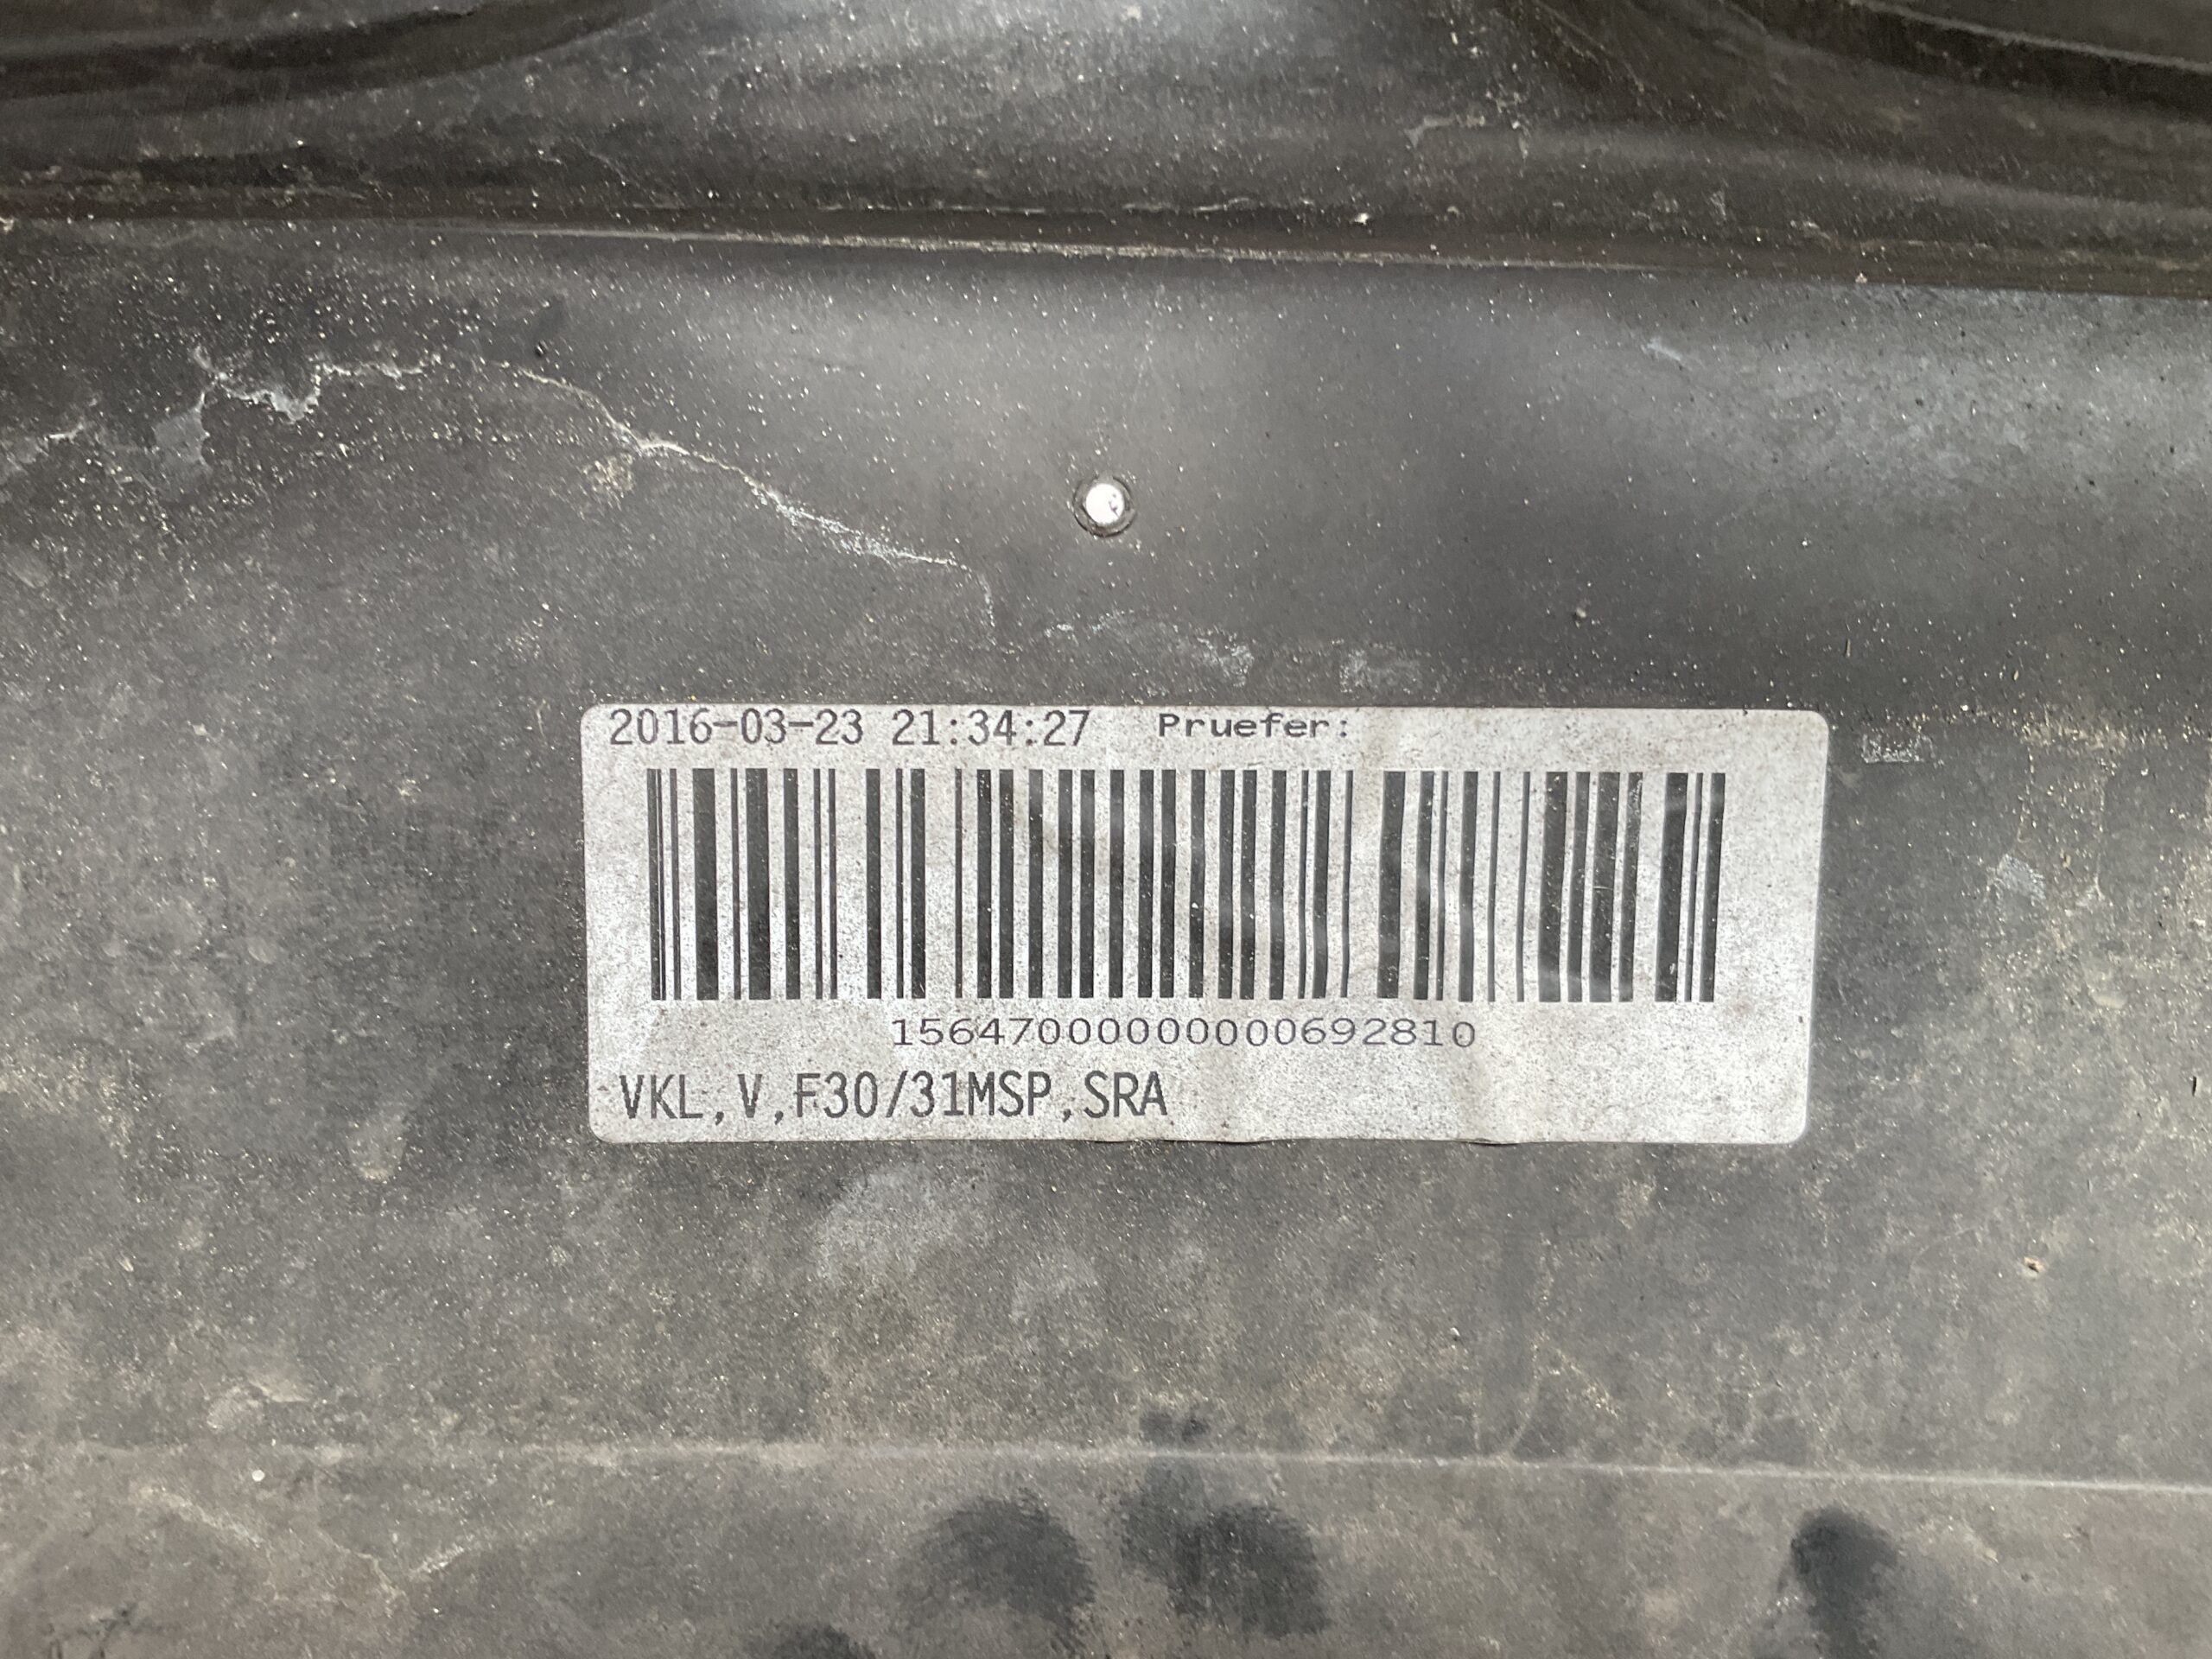 2016-03-23 21:34:27 Pruefer:
15647000000000692810
VKL,V,F30/31MSP,SRA